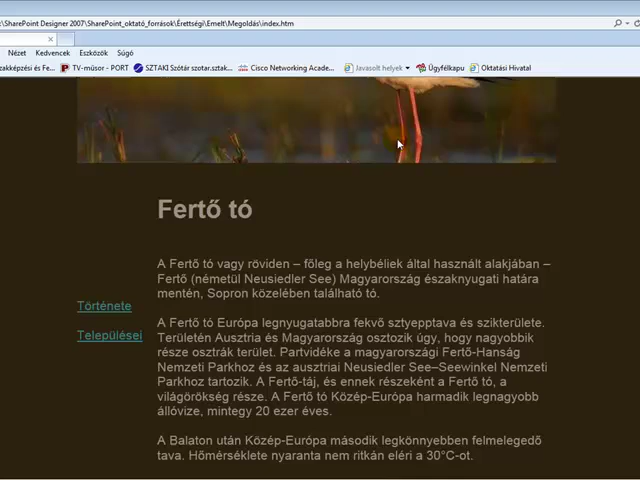 \SharePoint Designer 2007\SharePoint_oktató_források\Érettségi\Emelt\Megoldás\index.htm
Nézet Kedvencek Eszközök Súgó
zakképzési és Fe... TV-műsor - PORT SZTAKI Szótár szotar.sztak... Cisco Networking Acade... Javasolt helyek Ügyfélkapu Oktatási Hivatal
Fertő tó
A Fertő tó vagy röviden – főleg a helybéliek által használt alakjában –
Fertő (németül Neusiedler See) Magyarország északnyugati határa
mentén, Sopron közelében található tó.
Története
Települései
A Fertő tó Európa legnyugatabbra fekvő sztyepptava és szikterülete.
Területén Ausztria és Magyarország osztozik úgy, hogy nagyobbik
része osztrák terület. Partvidéke a magyarországi Fertő-Hanság
Nemzeti Parkhoz és az ausztriai Neusiedler See–Seewinkel Nemzeti
Parkhoz tartozik. A Fertő-táj, és ennek részeként a Fertő tó, a
világörökség része. A Fertő tó Közép-Európa harmadik legnagyobb
állóvize, mintegy 20 ezer éves.
A Balaton után Közép-Európa második legkönnyebben felmelegedő
tava. Hőmérséklete nyaranta nem ritkán eléri a 30°C-ot.